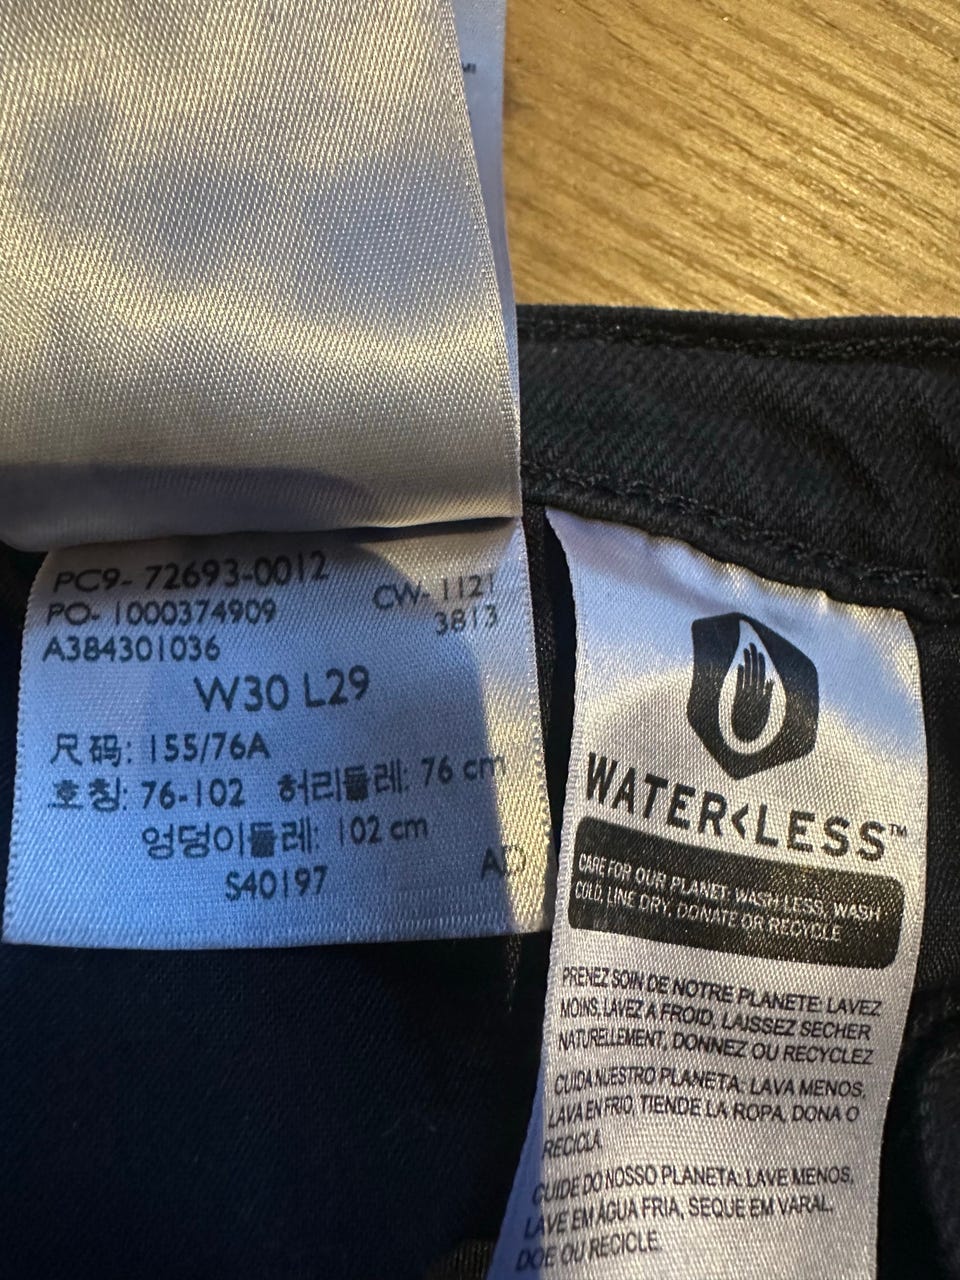 PC9- 72693-0012
PO- 1000374909
CW- 1121
3813
A384301036
W30 L29
尺码: 155/76A
호칭: 76-102 허리둘레: 76 cm
엉덩이둘레: 102 cm
S40197
WATER<LESS™
CARE FOR OUR PLANET. WASH LESS, WASH
COLD, LINE DRY, DONATE OR RECYCLE
PRENEZ SOIN DE NOTRE PLANETE: LAVEZ
MOINS, LAVEZ A FROID, LAISSEZ SECHER
NATURELLEMENT, DONNEZ OU RECYCLEZ
CUIDA NUESTRO PLANETA: LAVA MENOS,
LAVA EN FRIO, TIENDE LA ROPA, DONA O
RECICLA
CUIDE DO NOSSO PLANETA: LAVE MENOS,
LAVE EM ÁGUA FRIA, SEQUE EM VARAL,
DOE OU RECICLE.